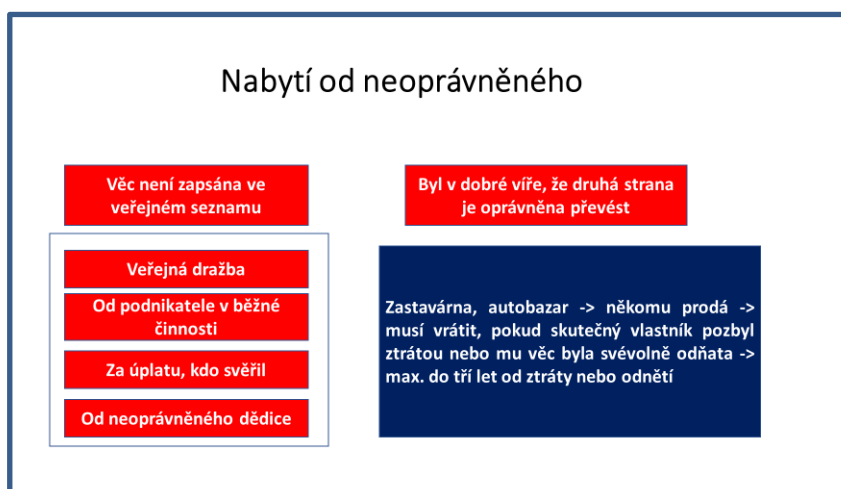 Nabytí od neoprávněného
Věc není zapsána ve
veřejném seznamu
Byl v dobré víře, že druhá strana
je oprávněna převést
Veřejná dražba
Od podnikatele v běžné
činnosti
Za úplatu, kdo svěřil
Od neoprávněného dědice
Zastavárna, autobazar -> někomu prodá ->
musí vrátit, pokud skutečný vlastník pozbyl
ztrátou nebo mu věc byla svévolně odňata ->
max. do tří let od ztráty nebo odnětí